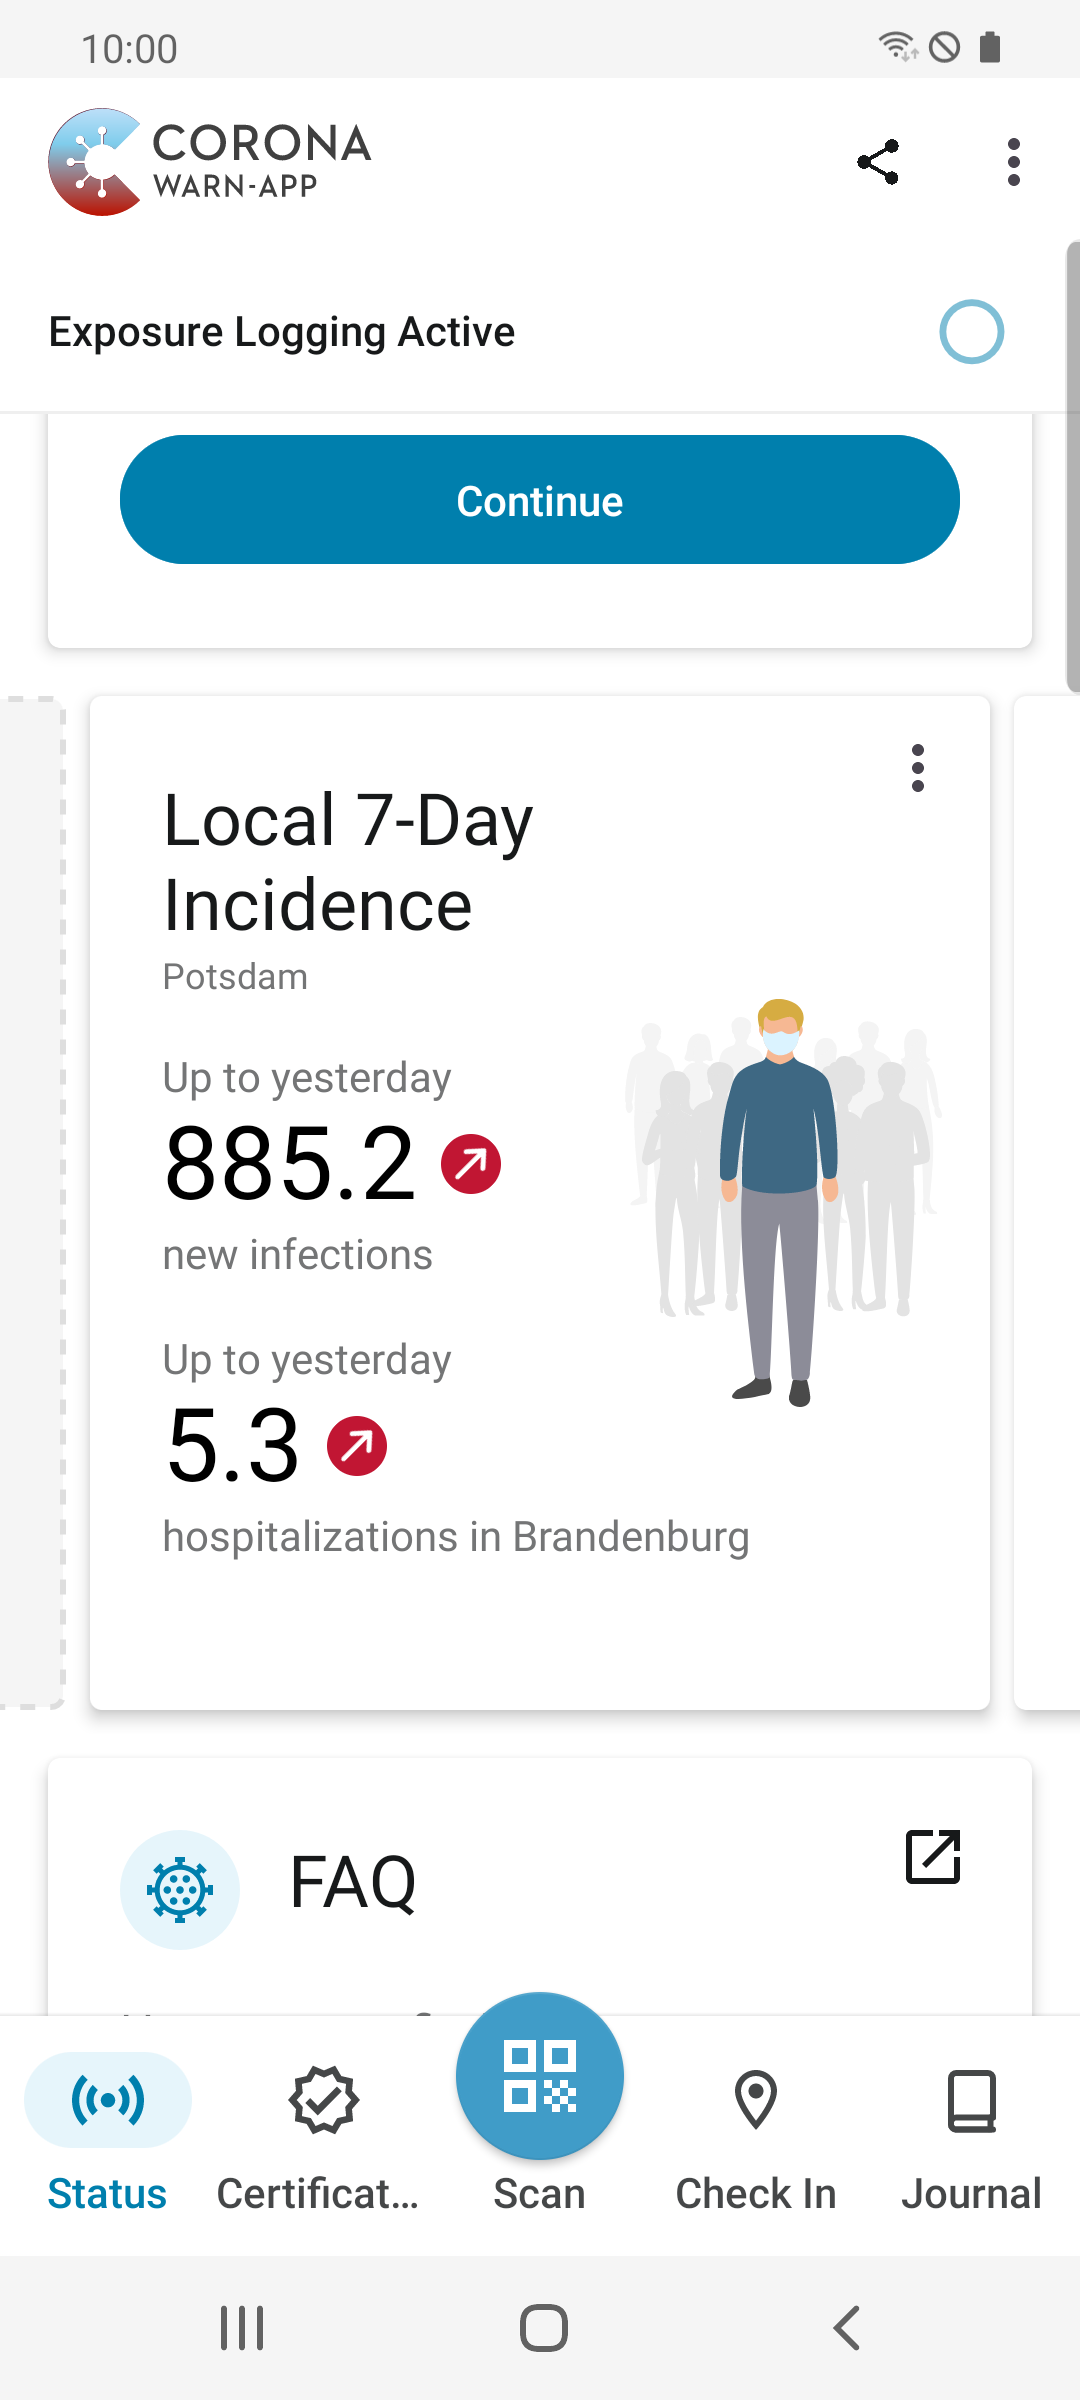 10:00
CORONA
WARN-APP
Exposure Logging Active
Continue
Local 7-Day
Incidence
Potsdam
Up to yesterday
885.2
new infections
Up to yesterday
5.3
hospitalizations in Brandenburg
FAQ
Status
Certificat...
Scan
Check In
Journal